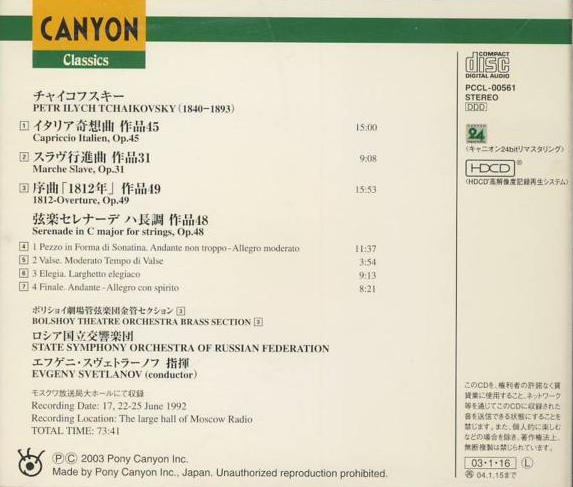 CANYON
Classics
COMPACT
disc
DIGITAL AUDIO
PCCL-00561
STEREO
DDD
24
(キャニオン24bitリマスタリング)
HDCD®
(HDCD®高解像度記録再生システム)
チャイコフスキー
PETR ILYCH TCHAIKOVSKY (1840-1893)
1 イタリア奇想曲 作品45 15:00
Capriccio Italien, Op.45
2 スラヴ行進曲 作品31 9:08
Marche Slave, Op.31
3 序曲「1812年」作品49 15:53
1812-Overture, Op.49
弦楽セレナーデ ハ長調 作品48
Serenade in C major for strings, Op.48
4 1 Pezzo in Forma di Sonatina. Andante non troppo-Allegro moderato 11:37
5 2 Valse. Moderato Tempo di Valse 3:54
6 3 Elegia. Larghetto elegiaco 9:13
7 4 Finale. Andante-Allegro con spirito 8:21
ボリショイ劇場管弦楽団金管セクション 3
BOLSHOY THEATRE ORCHESTRA BRASS SECTION 3
ロシア国立交響楽団
STATE SYMPHONY ORCHESTRA OF RUSSIAN FEDERATION
エフゲニ・スヴェトラーノフ 指揮
EVGENY SVETLANOV (conductor)
モスクワ放送局大ホールにて収録
Recording Date: 17, 22-25 June 1992
Recording Location: The large hall of Moscow Radio
TOTAL TIME: 73:41
Ⓟ Ⓒ 2003 Pony Canyon Inc.
Made by Pony Canyon Inc., Japan. Unauthorized reproduction prohibited.
このCDを、権利者の許諾なく賃
貸業に使用すること、ネットワーク
等を通じてこのCDに収録された
音を送信できる状態にすることを
禁じます。また、個人的に楽しむ
などの場合を除き、著作権法上、
無断複製は禁じられています。
03・1・16 Ⓛ
04.1.15まで